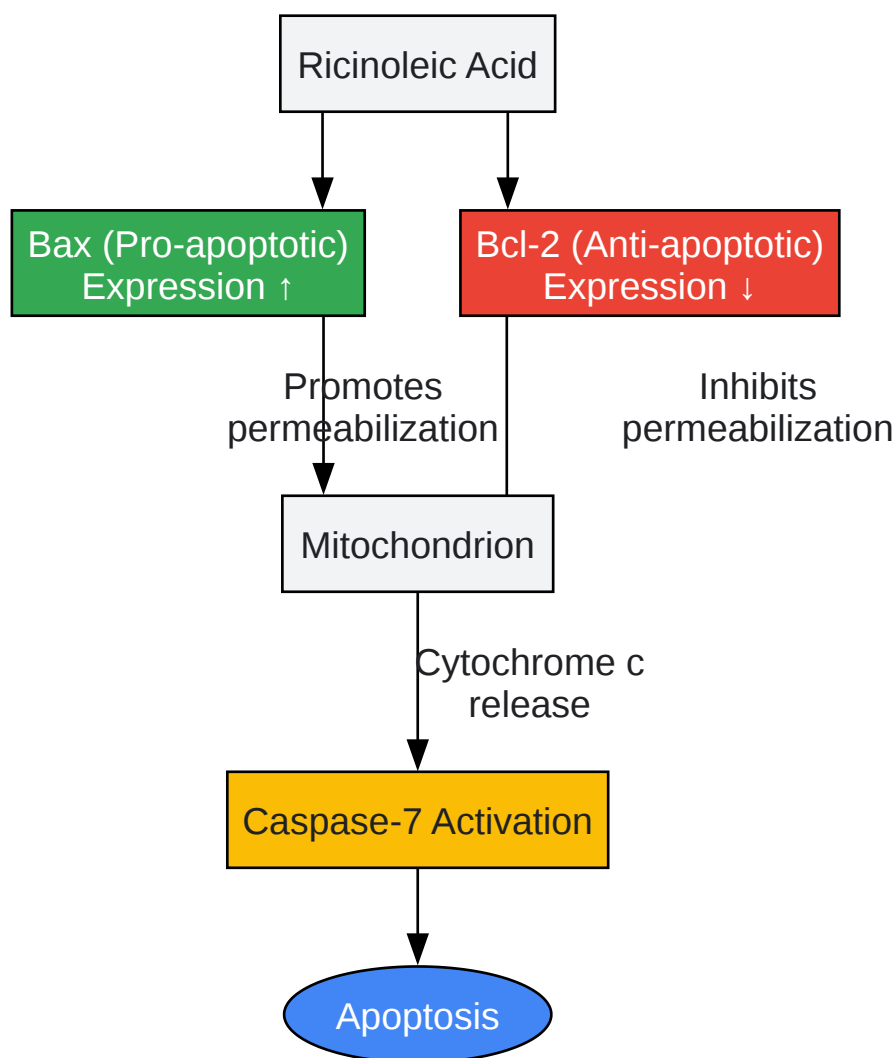 Ricinoleic Acid
Bax (Pro-apoptotic)
Expression ↑
Bcl-2 (Anti-apoptotic)
Expression ↓
Promotes
permeabilization
Inhibits
permeabilization
Mitochondrion
Cytochrome c
release
Caspase-7 Activation
Apoptosis